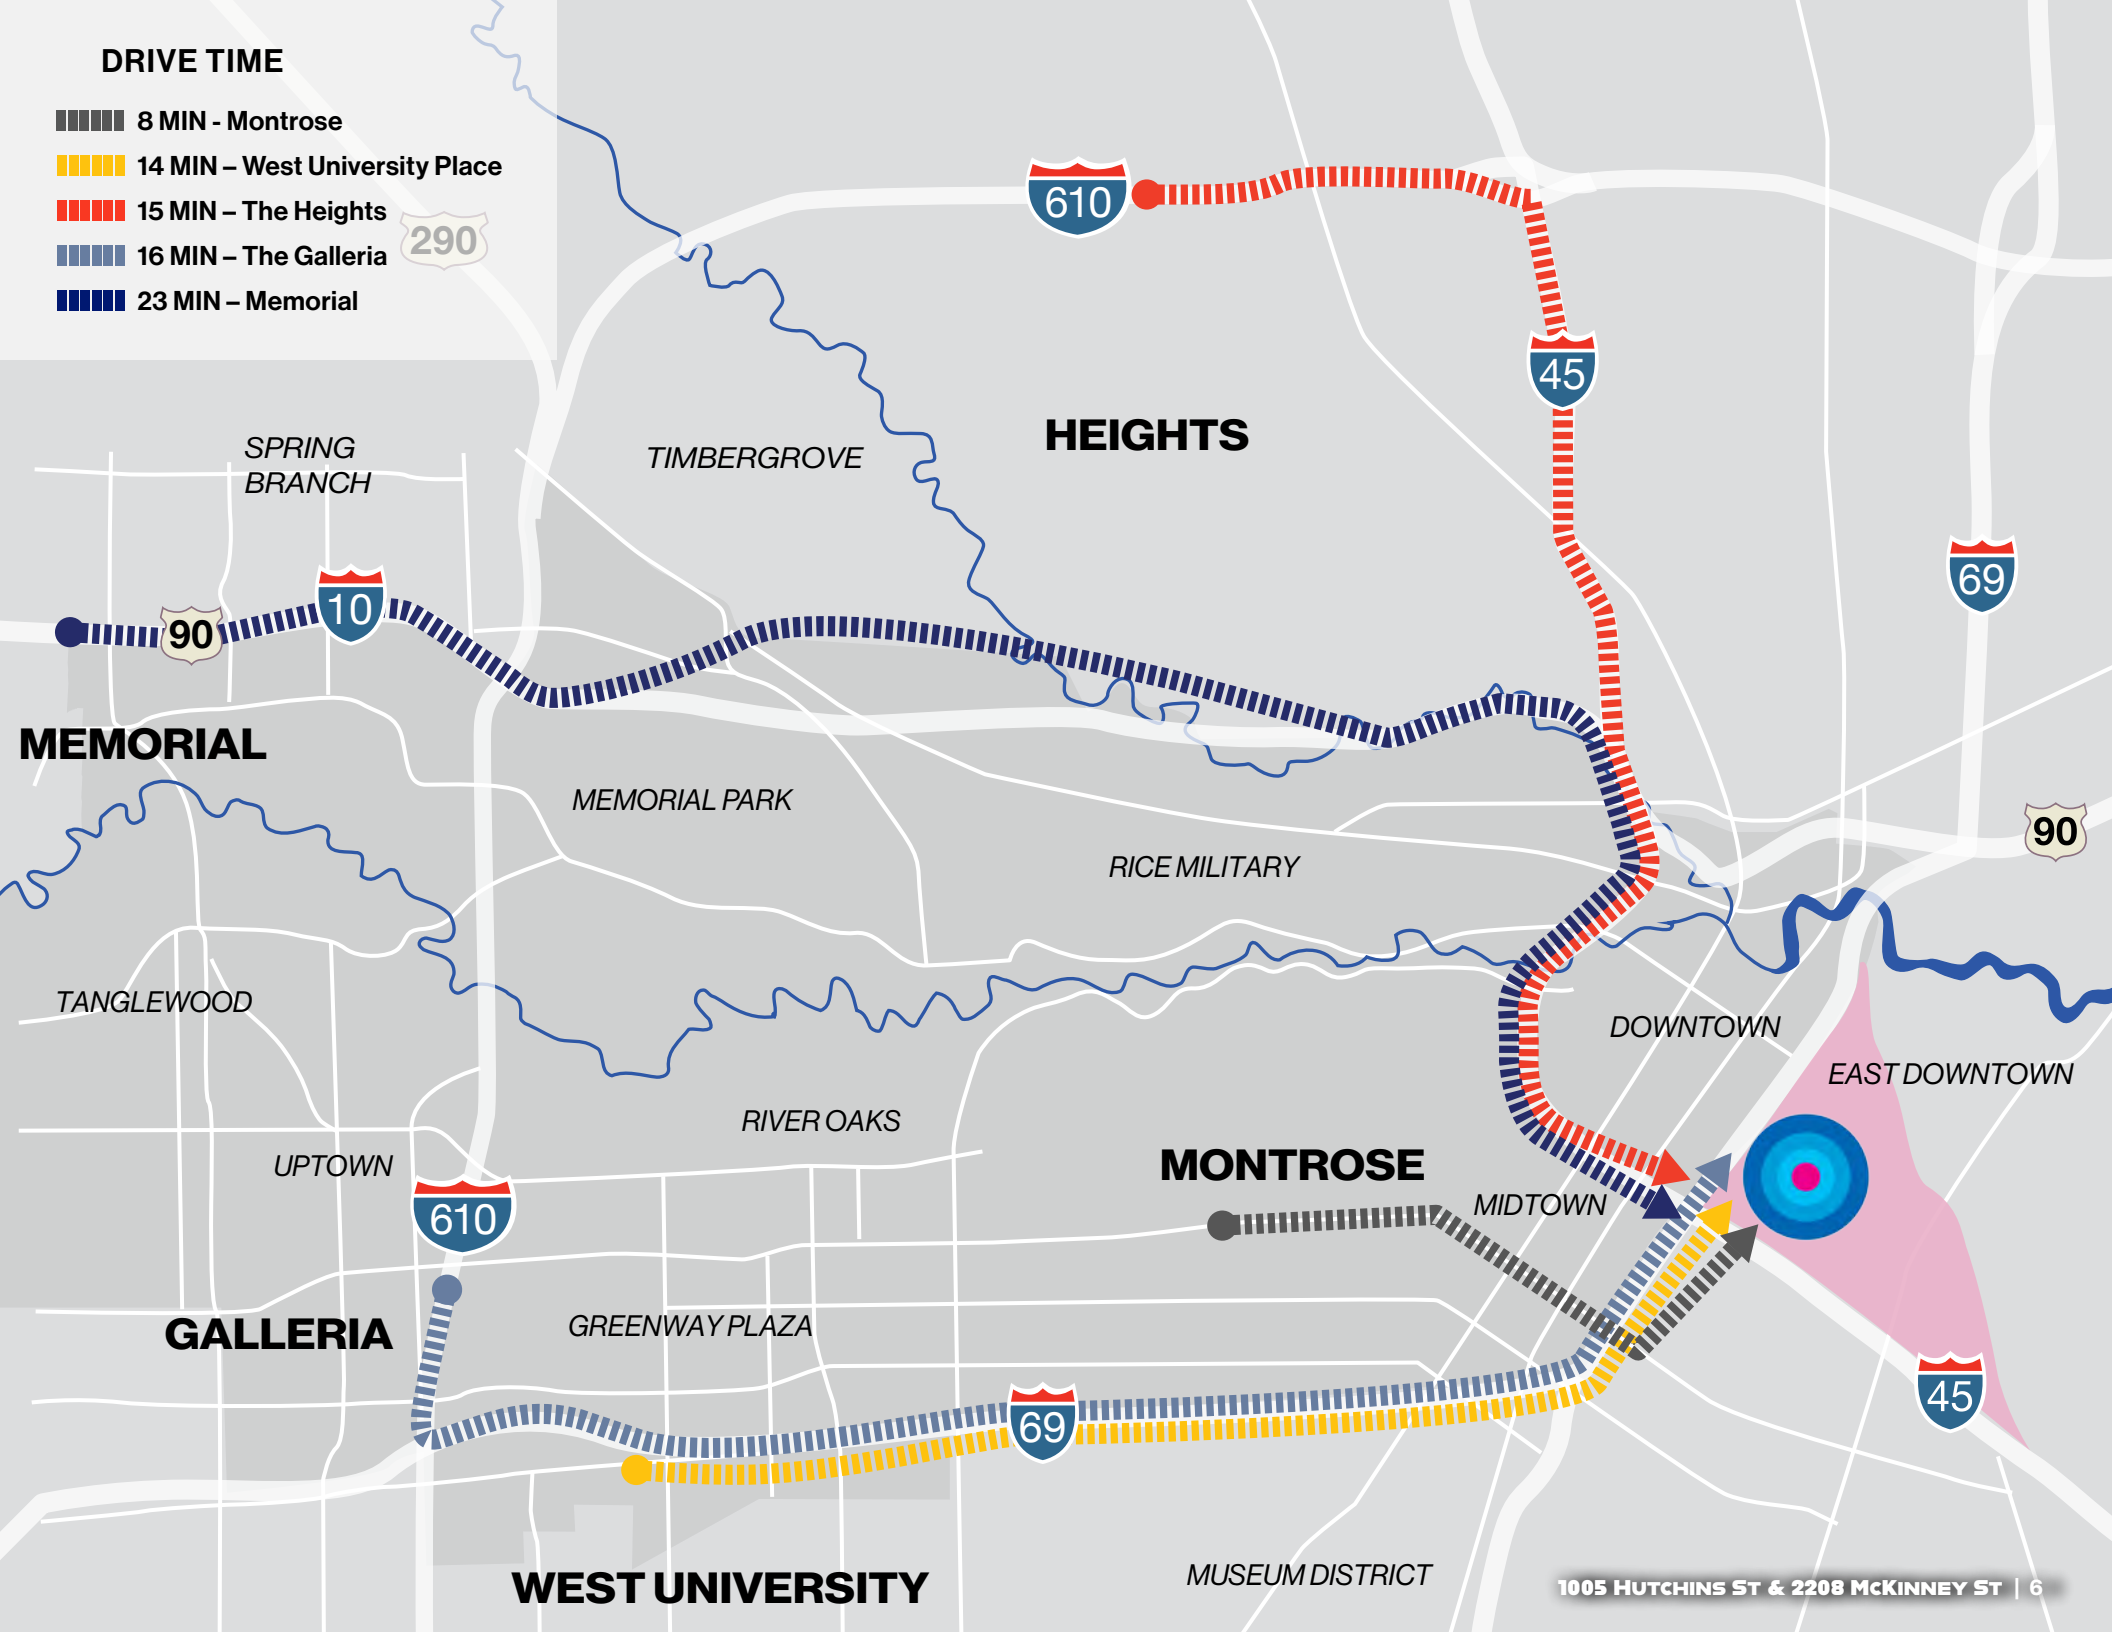 DRIVE TIME
8 MIN - Montrose
14 MIN – West University Place
15 MIN – The Heights
290
16 MIN – The Galleria
23 MIN – Memorial
610
45
HEIGHTS
SPRING
BRANCH
TIMBERGROVE
69
10
90
MEMORIAL
MEMORIAL PARK
90
RICE MILITARY
TANGLEWOOD
DOWNTOWN
EAST DOWNTOWN
RIVER OAKS
UPTOWN
MONTROSE
MIDTOWN
610
GALLERIA
GREENWAY PLAZA
45
69
WEST UNIVERSITY
MUSEUM DISTRICT
1005 HUTCHINS ST & 2208 MCKINNEY ST | 6